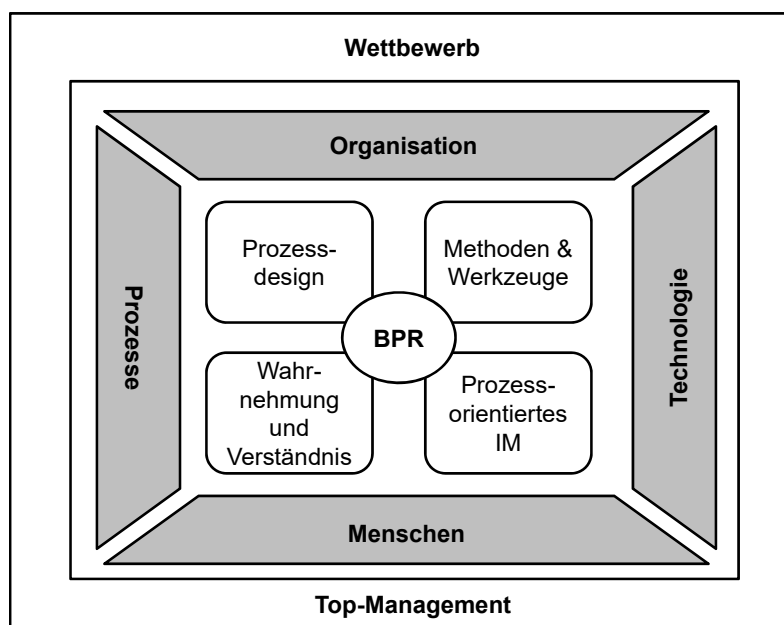 Wettbewerb
Organisation
Prozesse
Prozess-
design
Methoden &
Werkzeuge
BPR
Wahr-
nehmung
und
Verständnis
Prozess-
orientiertes
IM
Technologie
Menschen
Top-Management